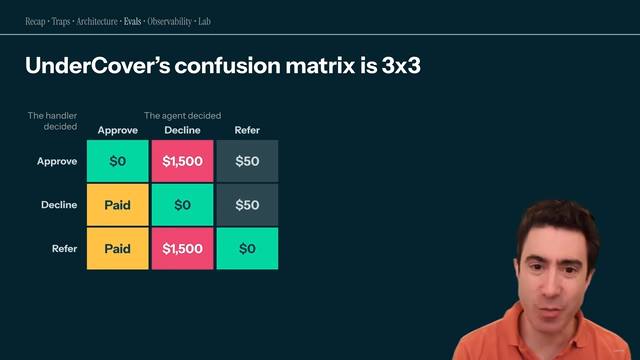 Recap • Traps • Architecture • Evals • Observability • Lab
UnderCover’s confusion matrix is 3x3
The handler
decided
The agent decided
Approve Decline Refer
Approve $0 $1,500 $50
Decline Paid $0 $50
Refer Paid $1,500 $0